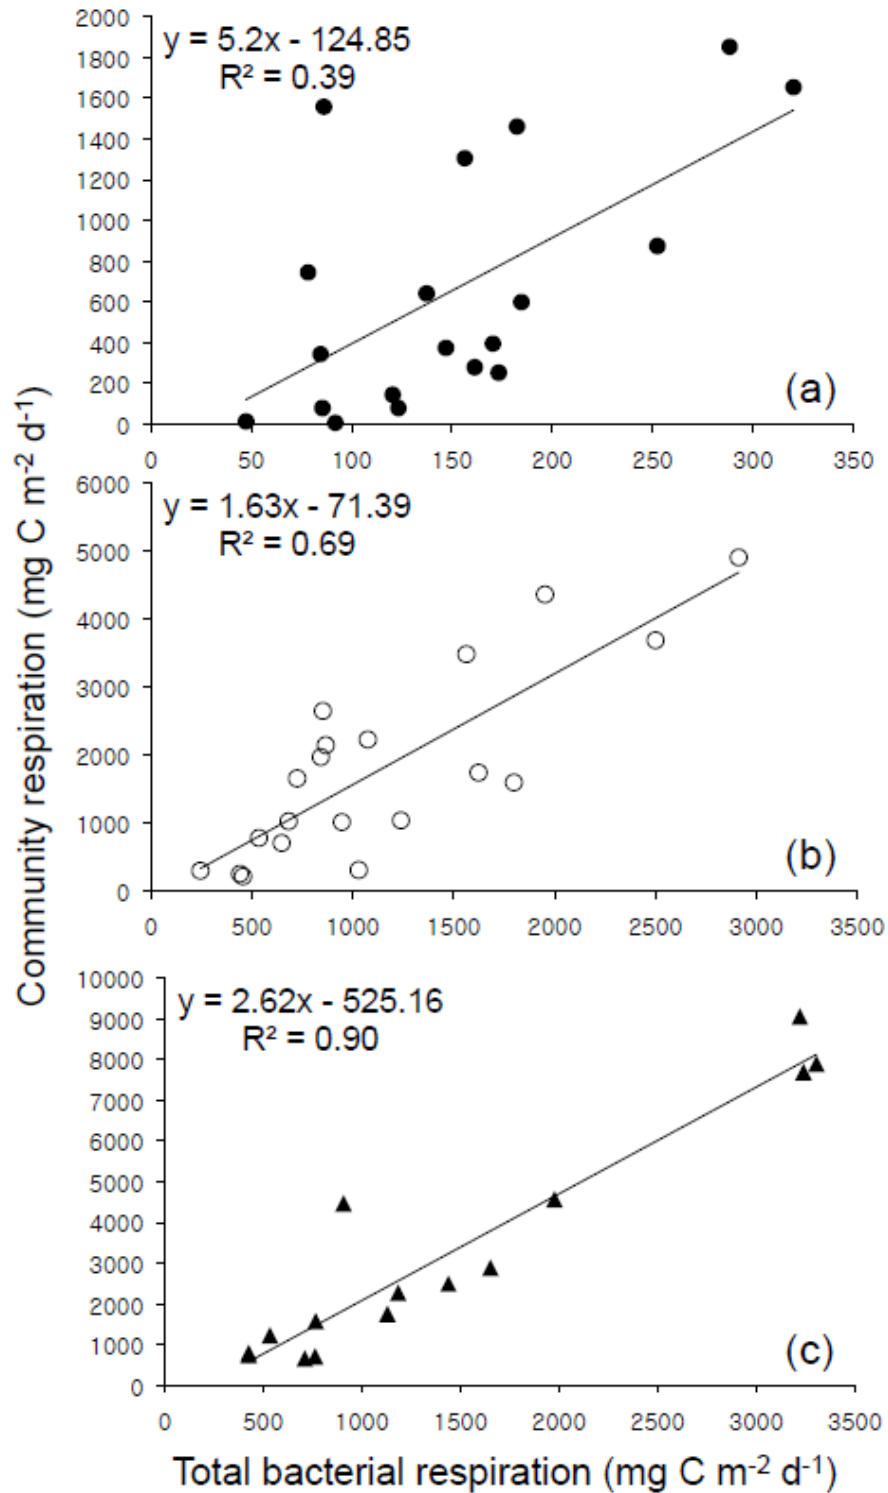 y = 5.2x - 124.85
R² = 0.39
2000
1800
1600
1400
1200
1000
800
600
400
200
0
(a)
0 50 100 150 200 250 300 350
Community respiration (mg C m⁻² d⁻¹)
y = 1.63x - 71.39
R² = 0.69
6000
5000
4000
3000
2000
1000
0
(b)
0 500 1000 1500 2000 2500 3000 3500
y = 2.62x - 525.16
R² = 0.90
10000
9000
8000
7000
6000
5000
4000
3000
2000
1000
0
(c)
0 500 1000 1500 2000 2500 3000 3500
Total bacterial respiration (mg C m⁻² d⁻¹)